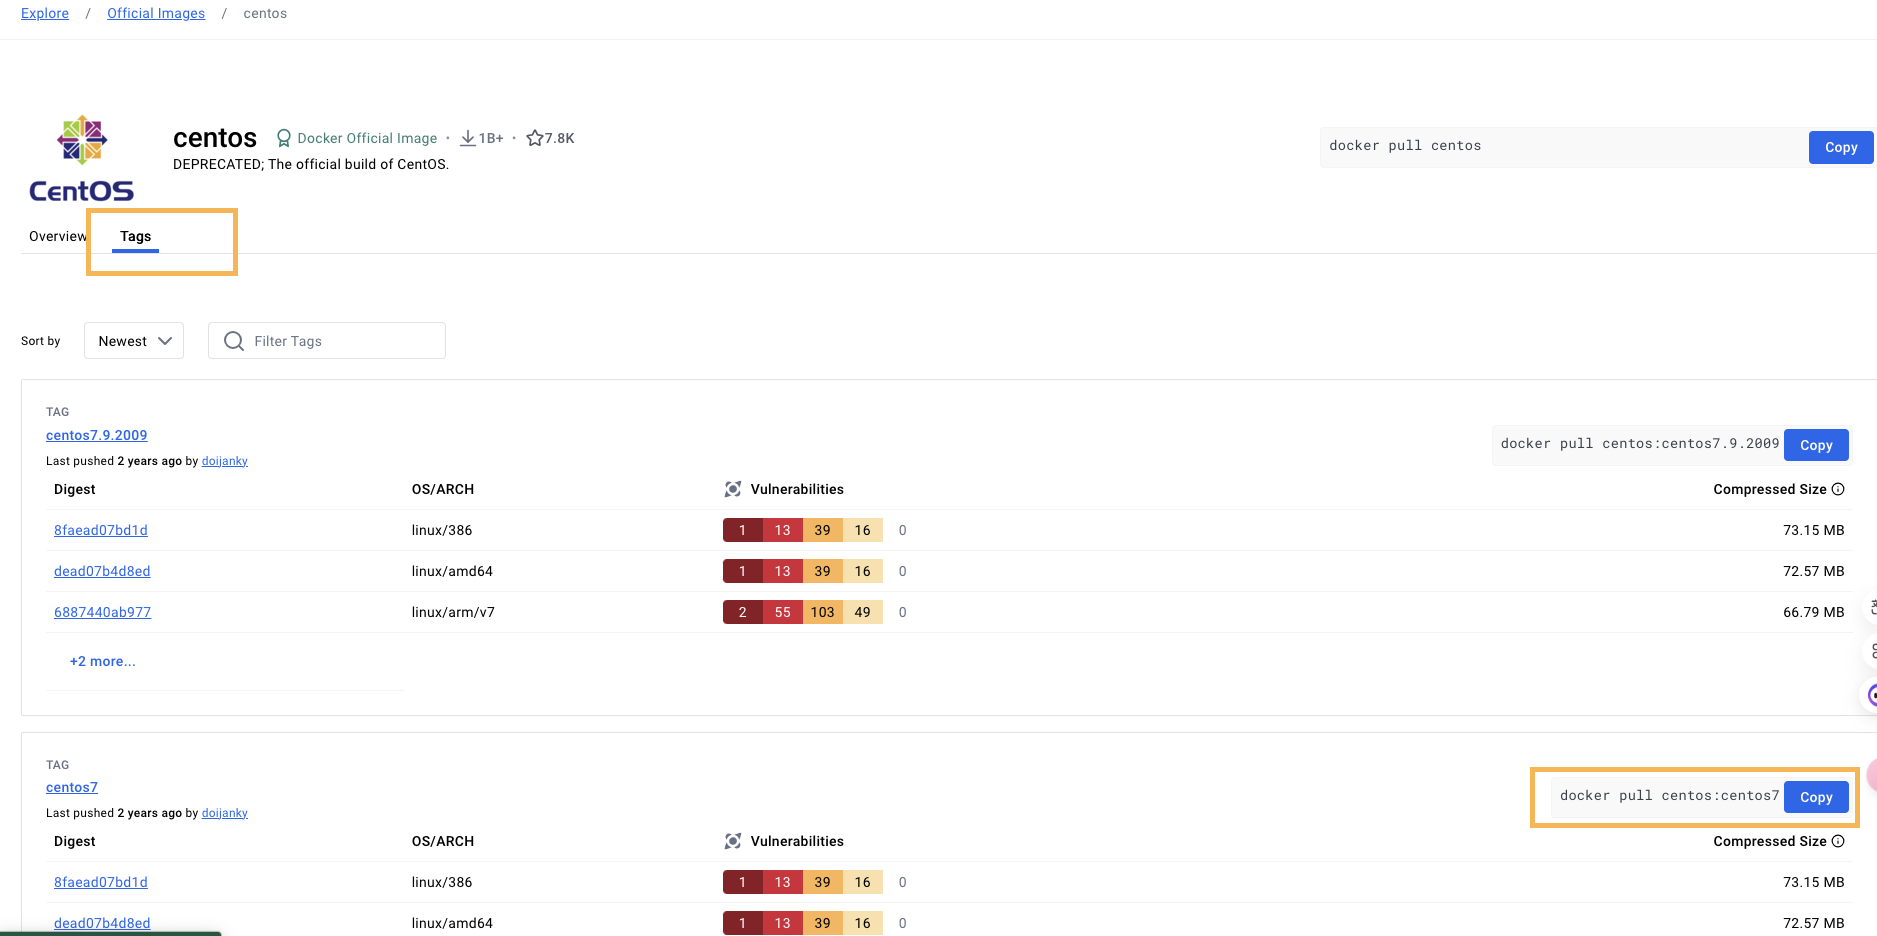 Explore / Official Images / centos
centos Docker Official Image · 1B+ · 7.8K
DEPRECATED; The official build of CentOS.
docker pull centos Copy
CentOS
Overview Tags
Sort by Newest Filter Tags
TAG
centos7.9.2009
docker pull centos:centos7.9.2009 Copy
Last pushed 2 years ago by doijanky
Digest OS/ARCH Vulnerabilities Compressed Size
8faead07bd1d linux/386 1 13 39 16 0 73.15 MB
dead07b4d8ed linux/amd64 1 13 39 16 0 72.57 MB
6887440ab977 linux/arm/v7 2 55 103 49 0 66.79 MB
+2 more...
TAG
centos7
docker pull centos:centos7 Copy
Last pushed 2 years ago by doijanky
Digest OS/ARCH Vulnerabilities Compressed Size
8faead07bd1d linux/386 1 13 39 16 0 73.15 MB
dead07b4d8ed linux/amd64 1 13 39 16 0 72.57 MB